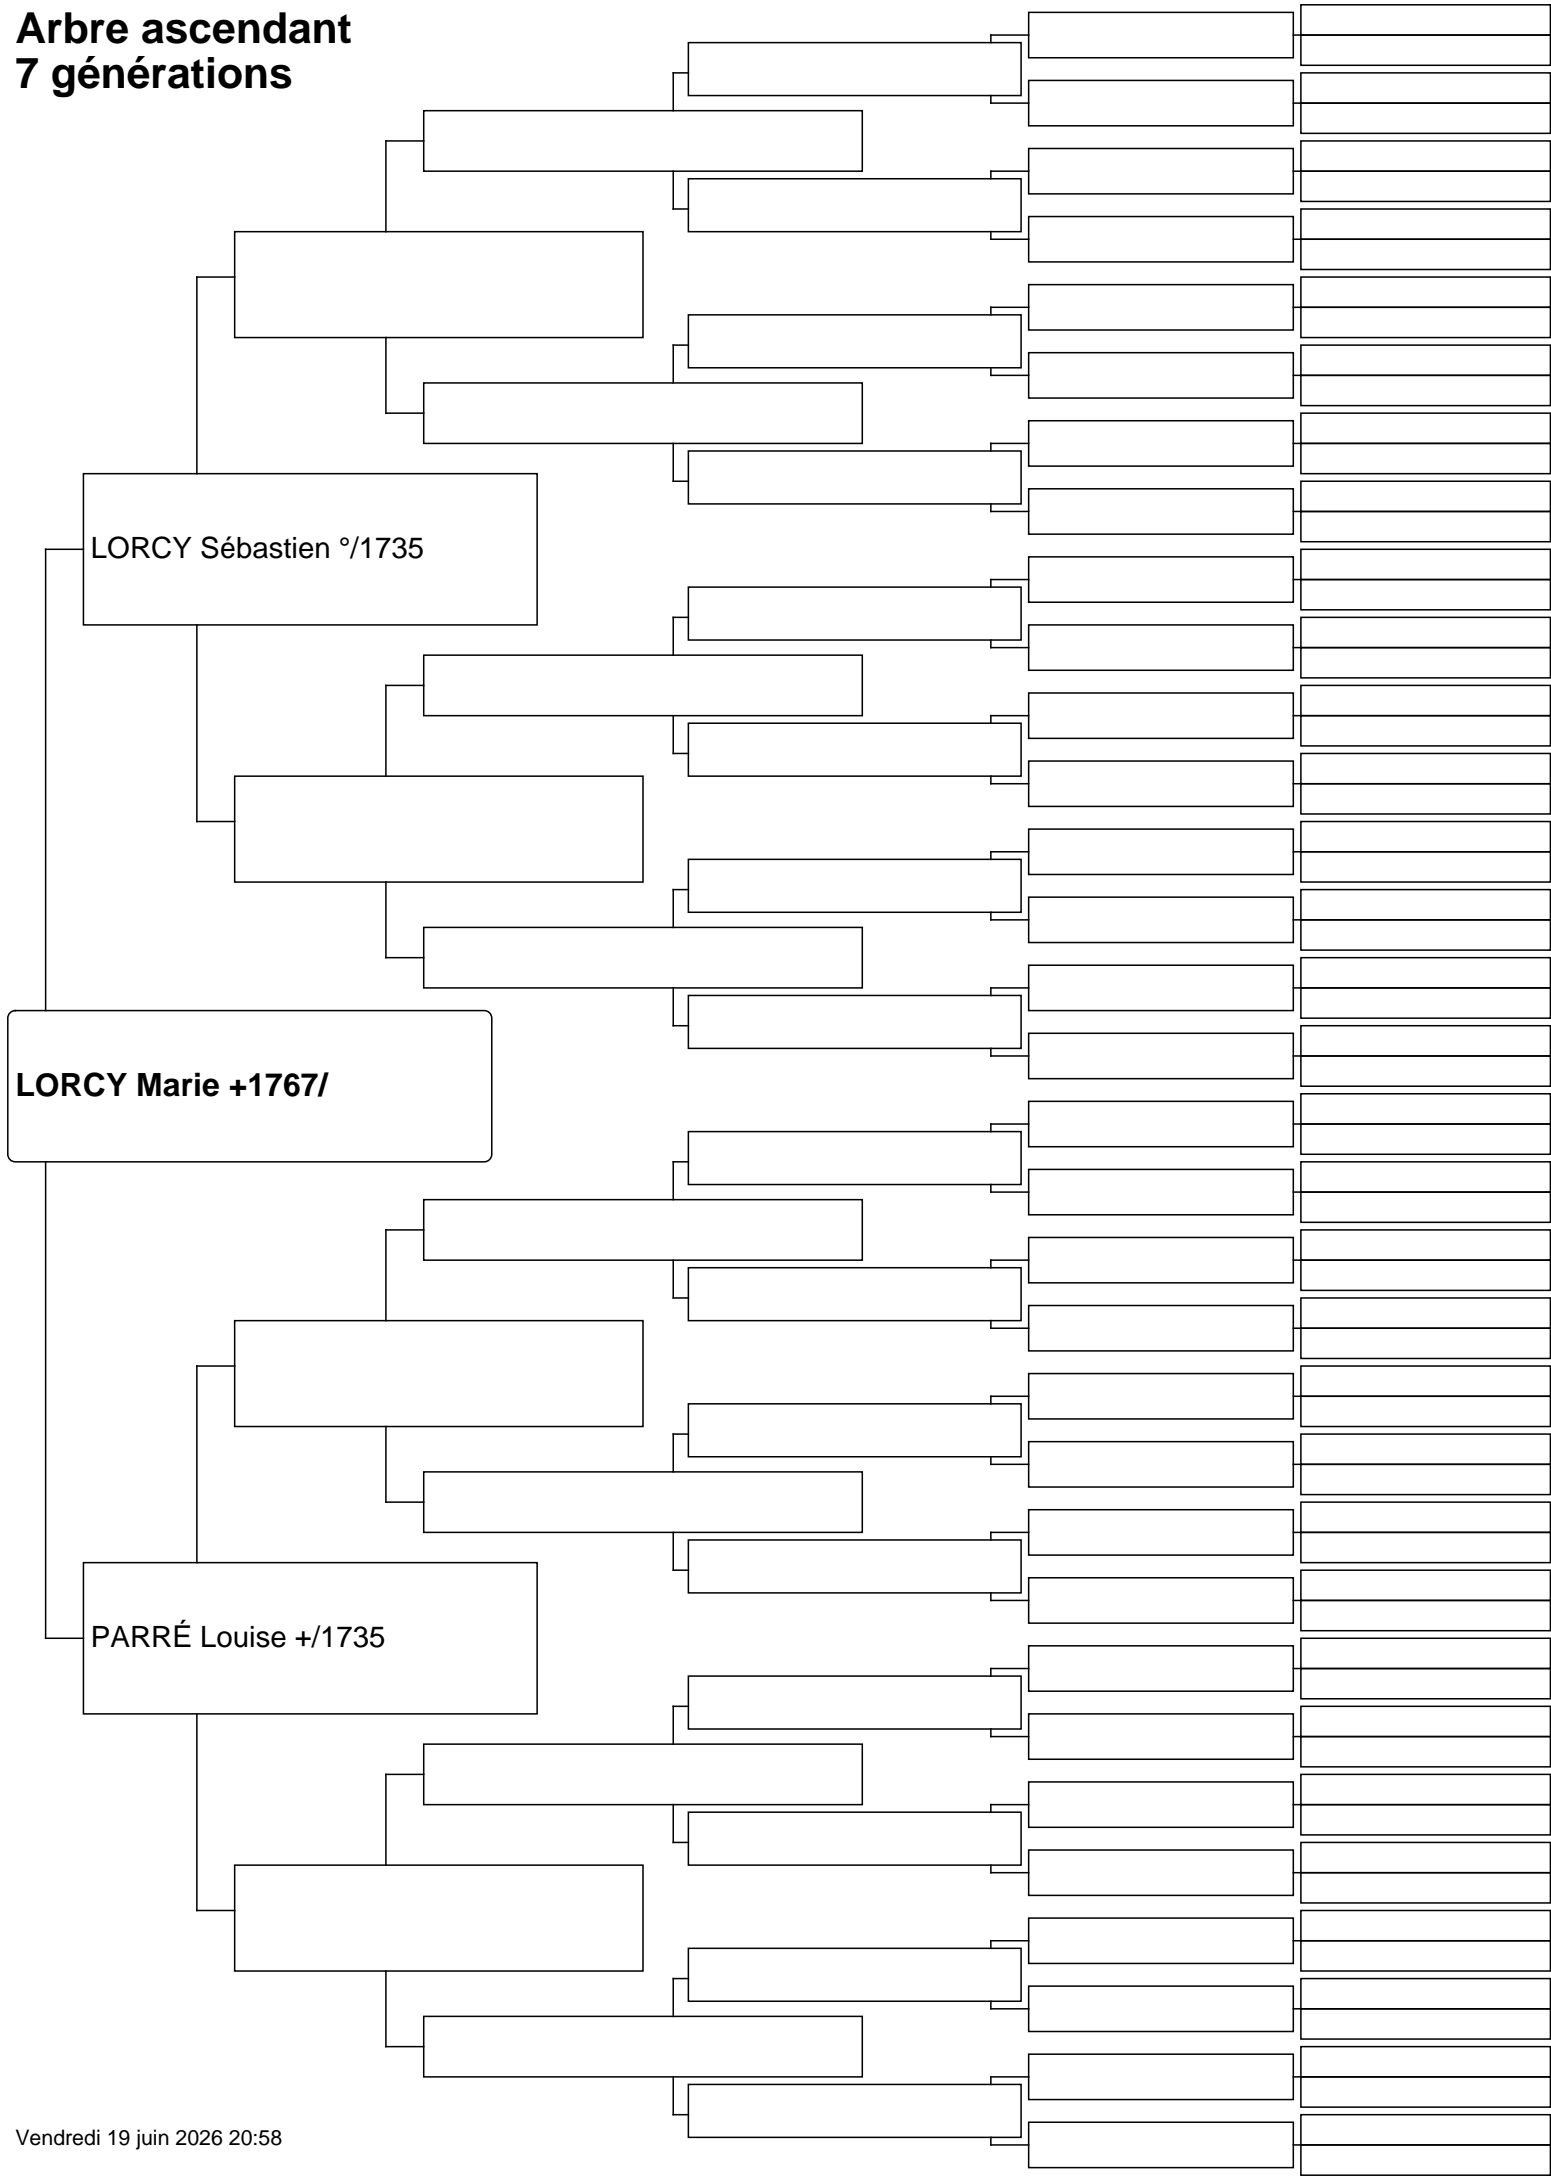 Arbre ascendant
7 générations
LORCY Sébastien °/1735
LORCY Marie +1767/
PARRÉ Louise +/1735
Vendredi 19 juin 2026 20:58